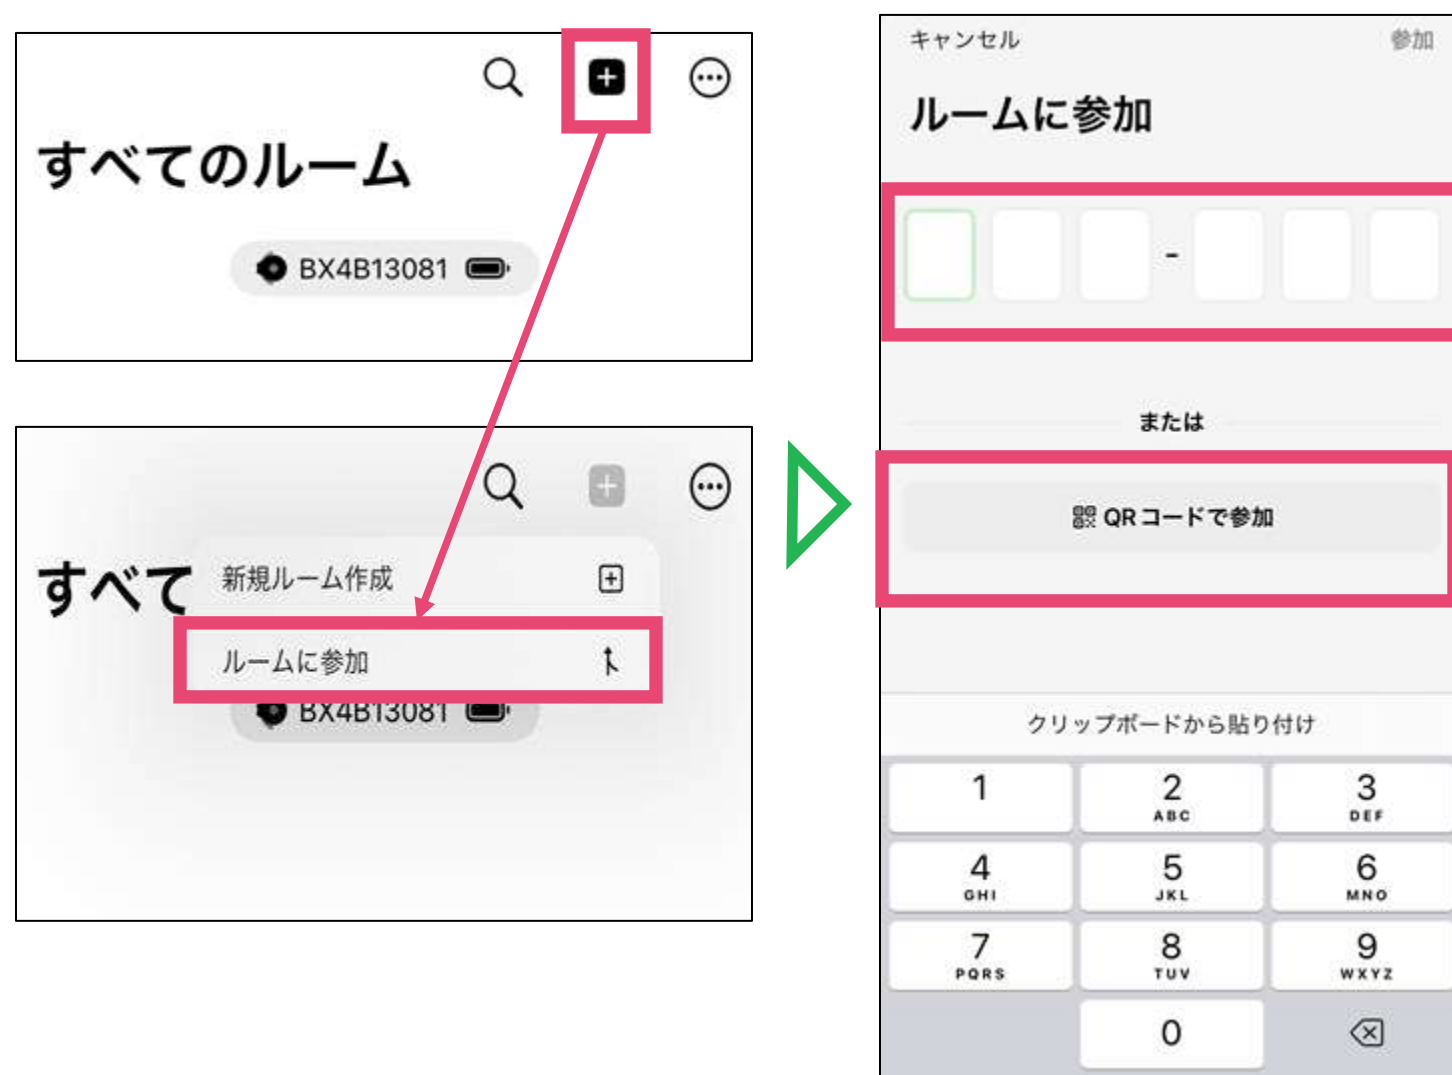 すべてのルーム
BX4B13081
すべて
新規ルーム作成
ルームに参加
BX4B13081
キャンセル
参加
ルームに参加
-
または
QRコードで参加
クリップボードから貼り付け
1
2
3
ABC
DEF
4
5
6
GHI
JKL
MNO
7
8
9
PQRS
TUV
WXYZ
0